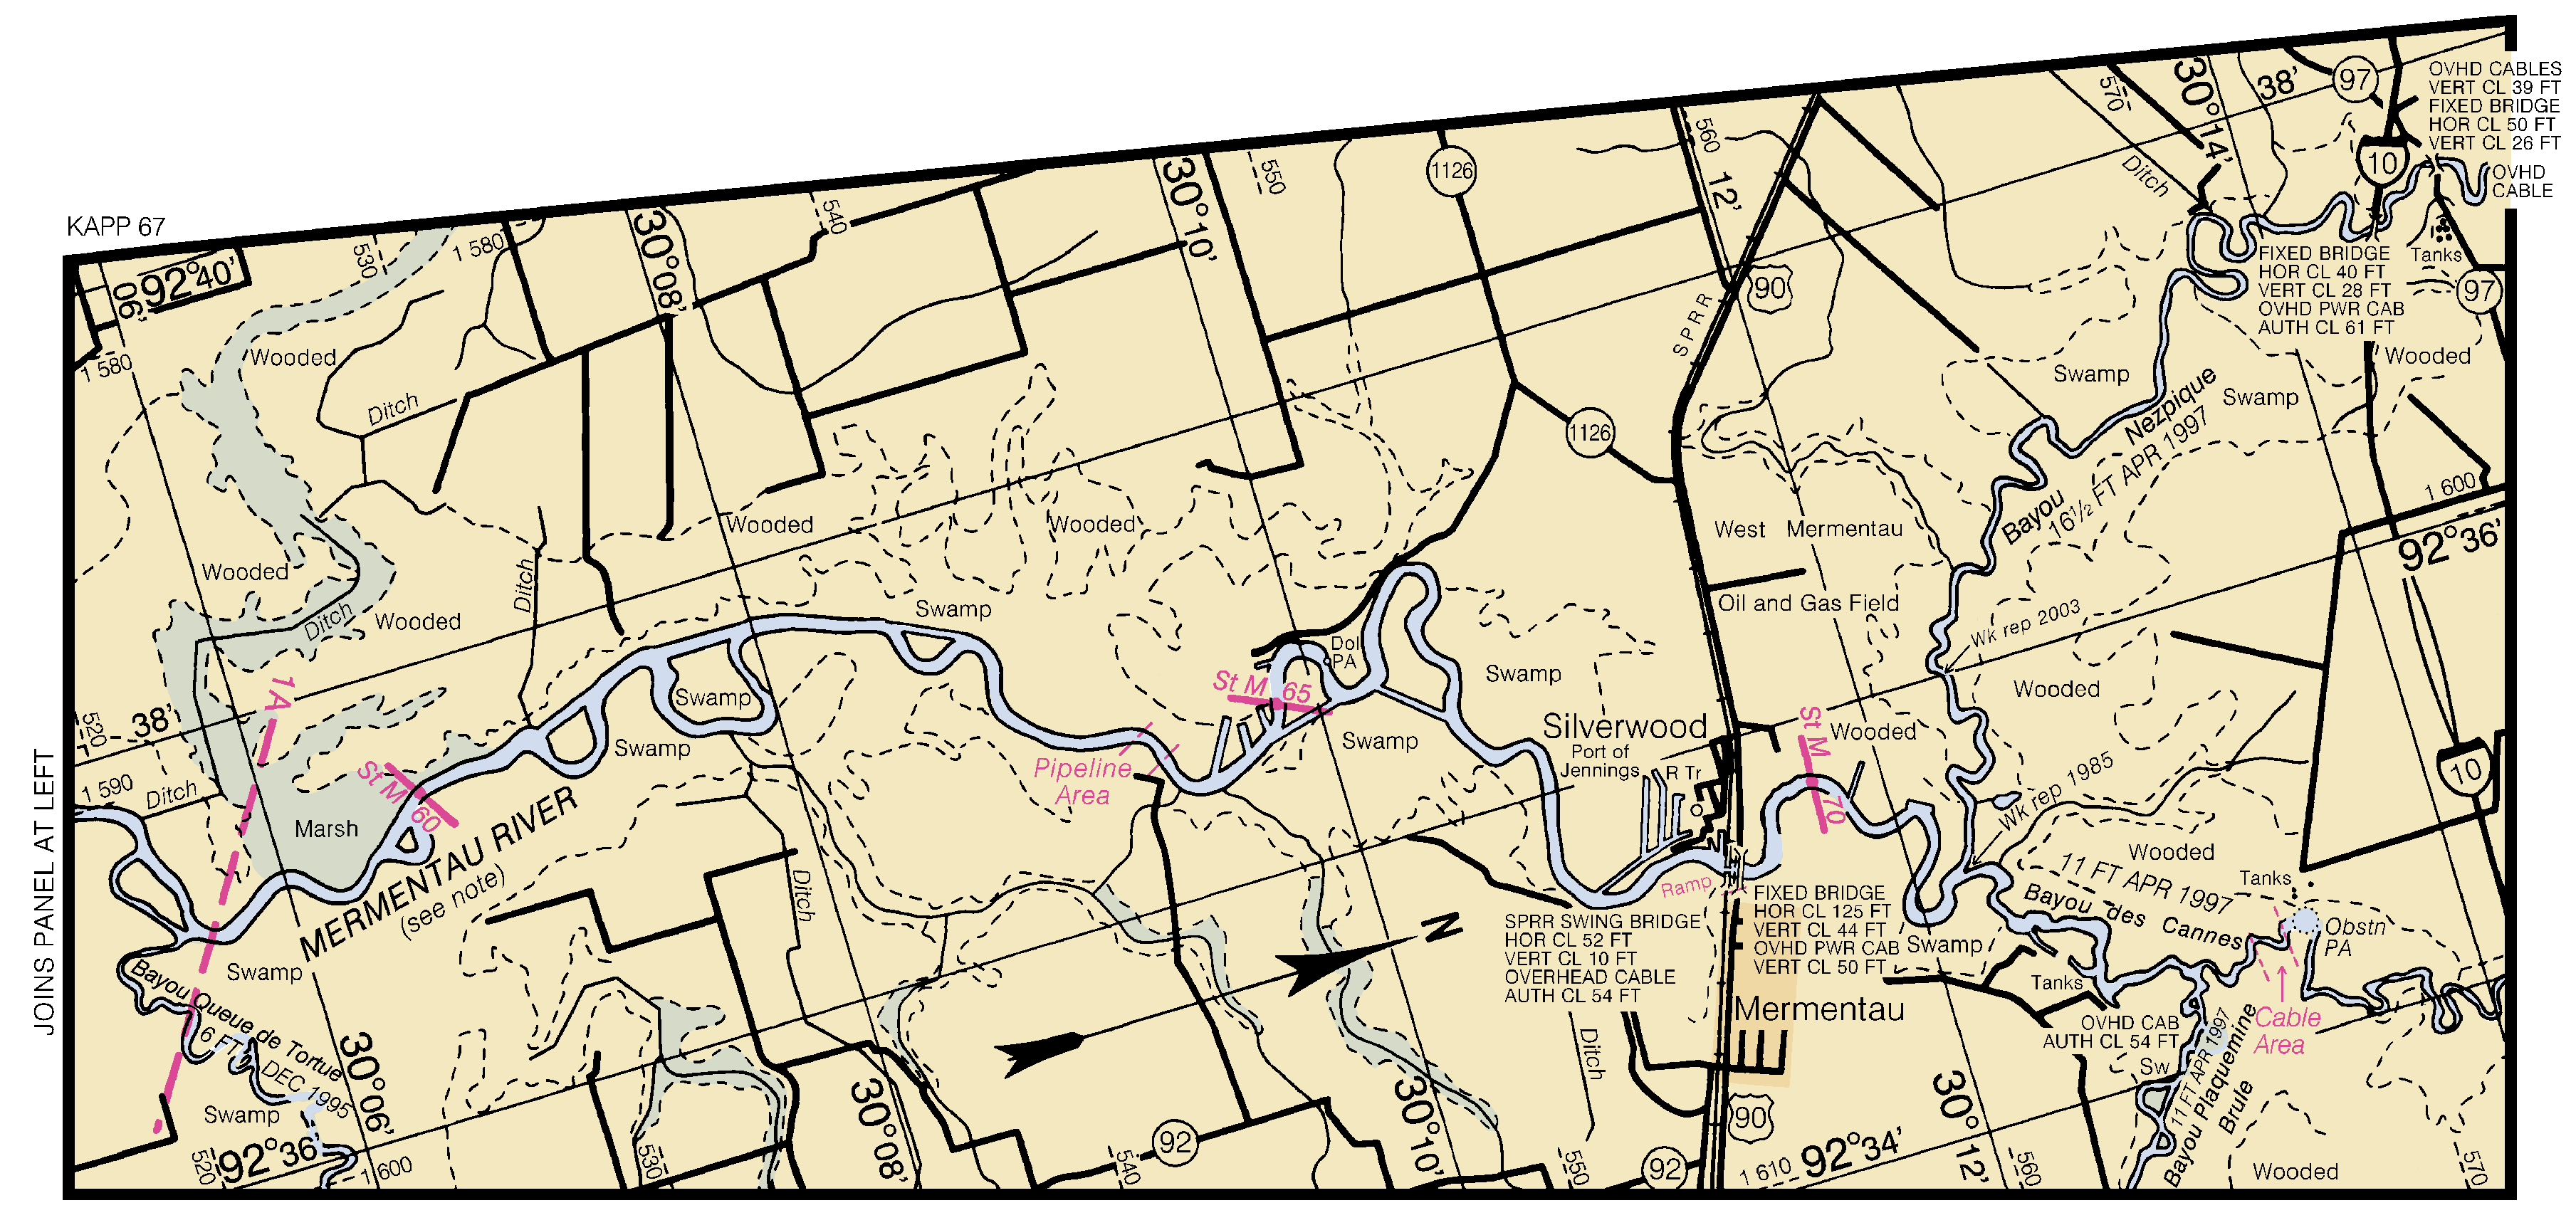 KAPP 67
JOINS PANEL AT LEFT
OVHD CABLES
VERT CL 39 FT
FIXED BRIDGE
HOR CL 50 FT
VERT CL 26 FT
OVHD
CABLE
97
10
38'
30°14'
570
Ditch
560
12'
1126
30°10'
550
540
30°08'
1 580
530
92°40'
06'
1 580
FIXED BRIDGE
HOR CL 40 FT
VERT CL 28 FT
OVHD PWR CAB
AUTH CL 61 FT
Tanks
97
90
SPRR
Wooded
Wooded
Swamp
Swamp
Bayou Nezpique
16 1/2 FT APR 1997
Ditch
1126
1 600
92°36'
Wooded
Wooded
West Mermentau
Wooded
Ditch
Ditch
Wooded
Swamp
Oil and Gas Field
Wk rep 2003
Dol
PA
Swamp
St M 65
1A
38'
520
Swamp
Swamp
Swamp
Silverwood
Port of
Jennings
R Tr
St M 70
Wooded
Wooded
10
Pipeline
Area
St M 60
1 590
Ditch
Marsh
MERMENTAU RIVER
(see note)
Wk rep 1985
Wooded
Tanks
11 FT APR 1997
Bayou des Cannes
Obstn
PA
Ditch
Ramp
N
SPRR SWING BRIDGE
HOR CL 52 FT
VERT CL 10 FT
OVERHEAD CABLE
AUTH CL 54 FT
FIXED BRIDGE
HOR CL 125 FT
VERT CL 44 FT
OVHD PWR CAB
VERT CL 50 FT
Swamp
Swamp
Bayou Queue de Tortue
6 FT DEC 1995
Mermentau
Tanks
OVHD CAB
AUTH CL 54 FT
Cable
Area
Sw
11 FT APR 1997
Bayou Plaquemine
Brule
Ditch
Swamp
30°06'
92°36'
520
1 600
530
30°08'
540
92
30°10'
550
92
90
1 610
92°34'
30°12'
560
Wooded
570